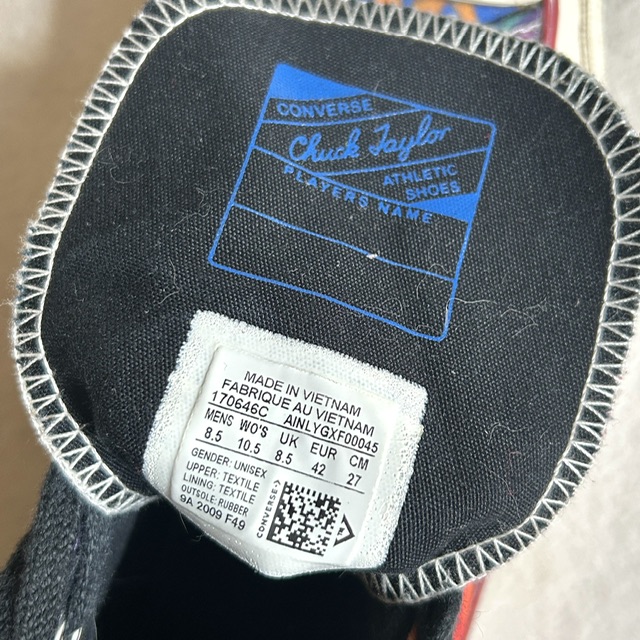 CONVERSE
Chuck Taylor
ATHLETIC
SHOES
PLAYERS NAME
MADE IN VIETNAM
FABRIQUE AU VIETNAM
170646C AINLYGXF00045
MENS WO'S UK EUR CM
8.5 10.5 8.5 42 27
GENDER: UNISEX
UPPER: TEXTILE
LINING: TEXTILE
OUTSOLE: RUBBER
9A 2009 F49
CONVERSE